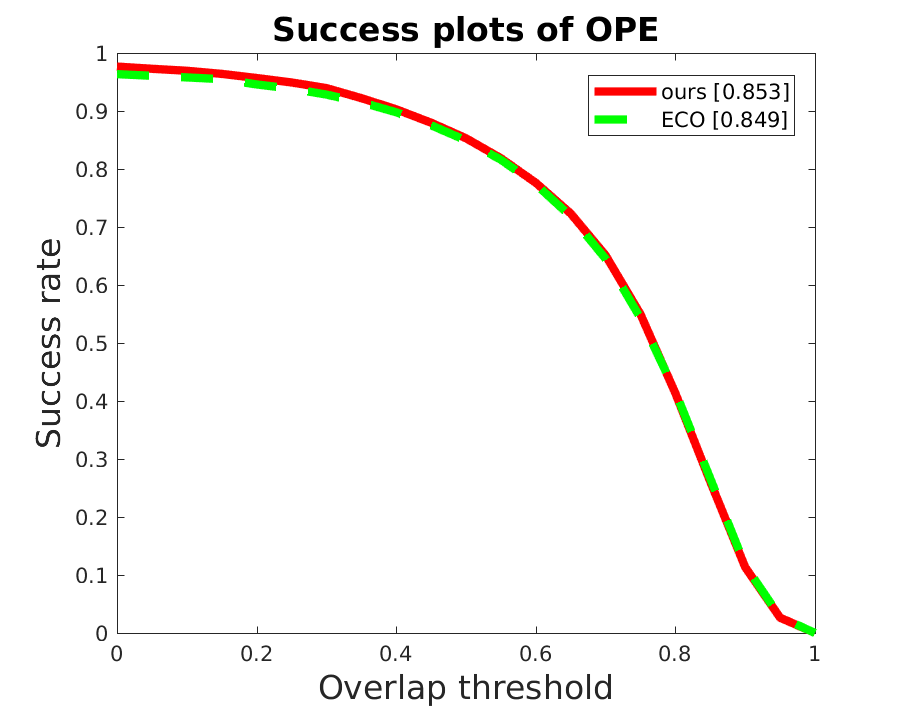 Success plots of OPE
ours [0.853]
ECO [0.849]
Success rate
1
0.9
0.8
0.7
0.6
0.5
0.4
0.3
0.2
0.1
0
0 0.2 0.4 0.6 0.8 1
Overlap threshold